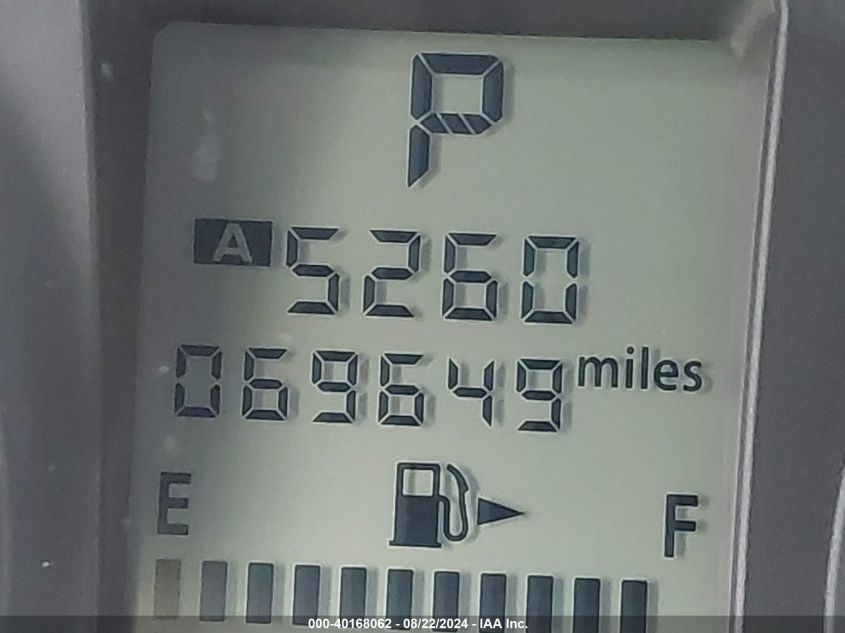 P
A 5260
069649 miles
E F
000-40168062 - 08/22/2024 - IAA Inc.